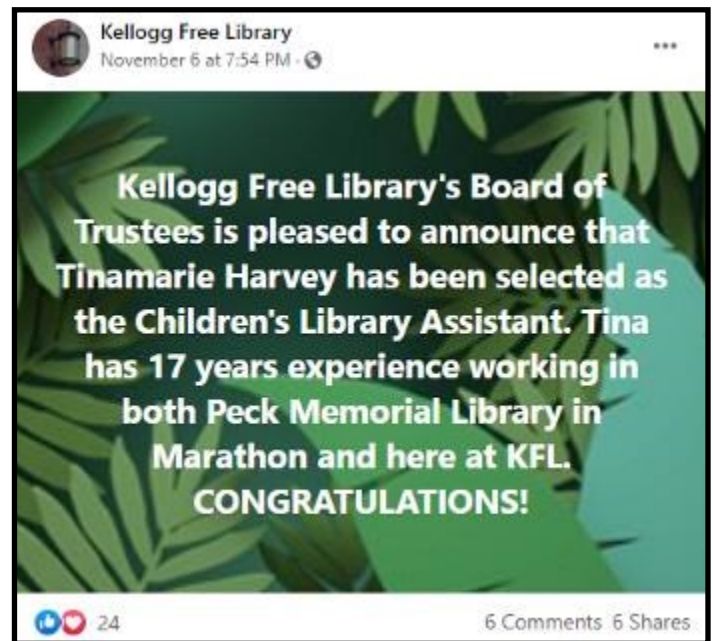 Kellogg Free Library
November 6 at 7:54 PM ·
Kellogg Free Library's Board of
Trustees is pleased to announce that
Tinamarie Harvey has been selected as
the Children's Library Assistant. Tina
has 17 years experience working in
both Peck Memorial Library in
Marathon and here at KFL.
CONGRATULATIONS!
24 6 Comments 6 Shares